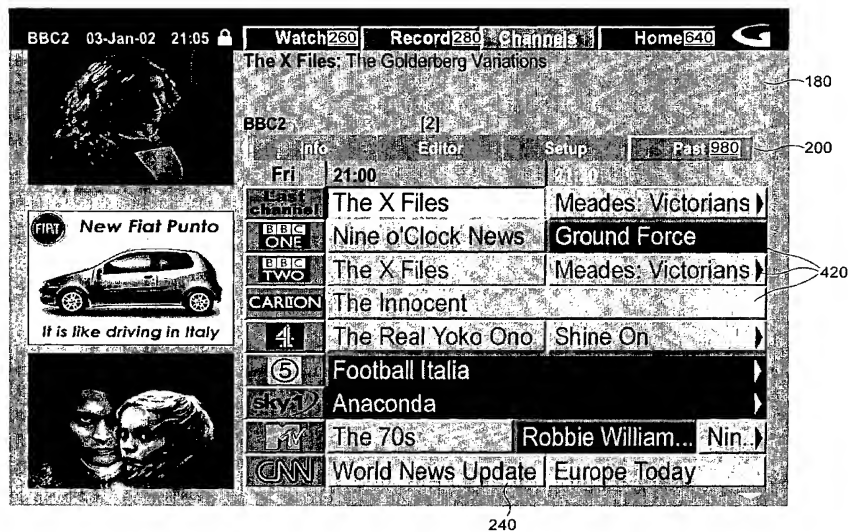 BBC2 03-Jan-02 21:05 Watch 260 Record 280 Channels Home 640
The X Files: The Golderberg Variations
180
BBC2 [2]
Info Editor Setup Past 980
200
Fri 21:00 21:30
Last channel The X Files Meades: Victorians
FIAT New Fiat Punto
BBC ONE Nine o'Clock News Ground Force
BBC TWO The X Files Meades: Victorians
420
CARLTON The Innocent
It is like driving in Italy
4 The Real Yoko Ono Shine On
5 Football Italia
sky 1 Anaconda
MTV The 70s Robbie William... Nin..
CNN World News Update Europe Today
240